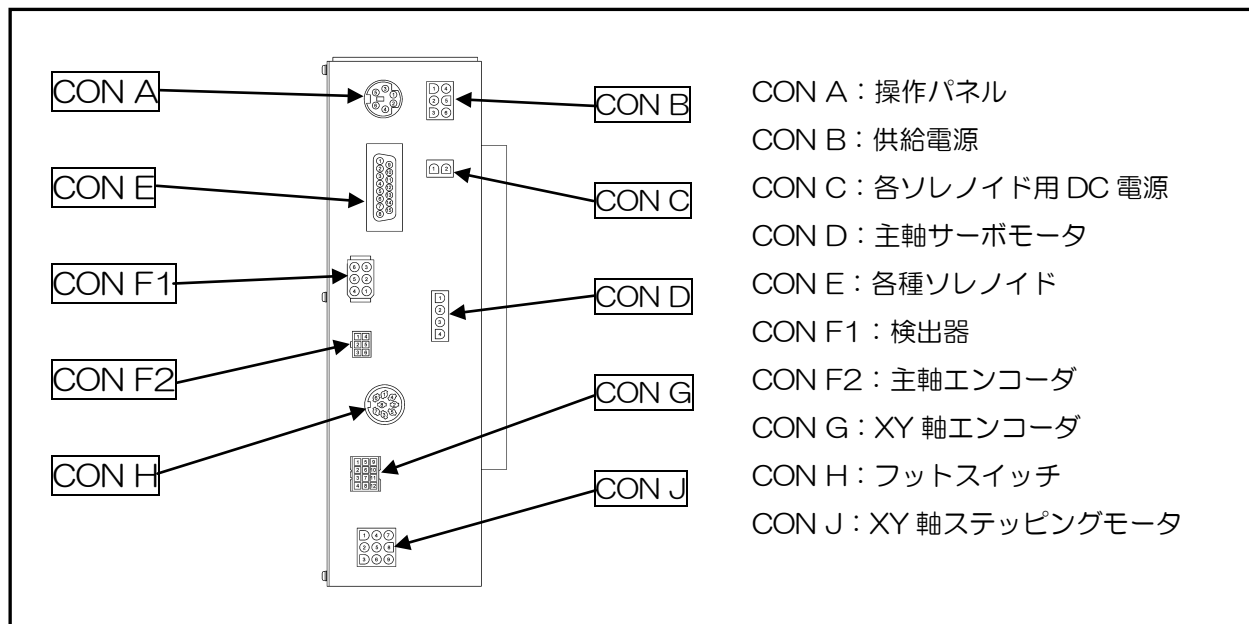 CON A
CON E
CON F1
CON F2
CON H
CON B
CON C
CON D
CON G
CON J
CON A：操作パネル
CON B：供給電源
CON C：各ソレノイド用 DC 電源
CON D：主軸サーボモータ
CON E：各種ソレノイド
CON F1：検出器
CON F2：主軸エンコーダ
CON G：XY 軸エンコーダ
CON H：フットスイッチ
CON J：XY 軸ステッピングモータ